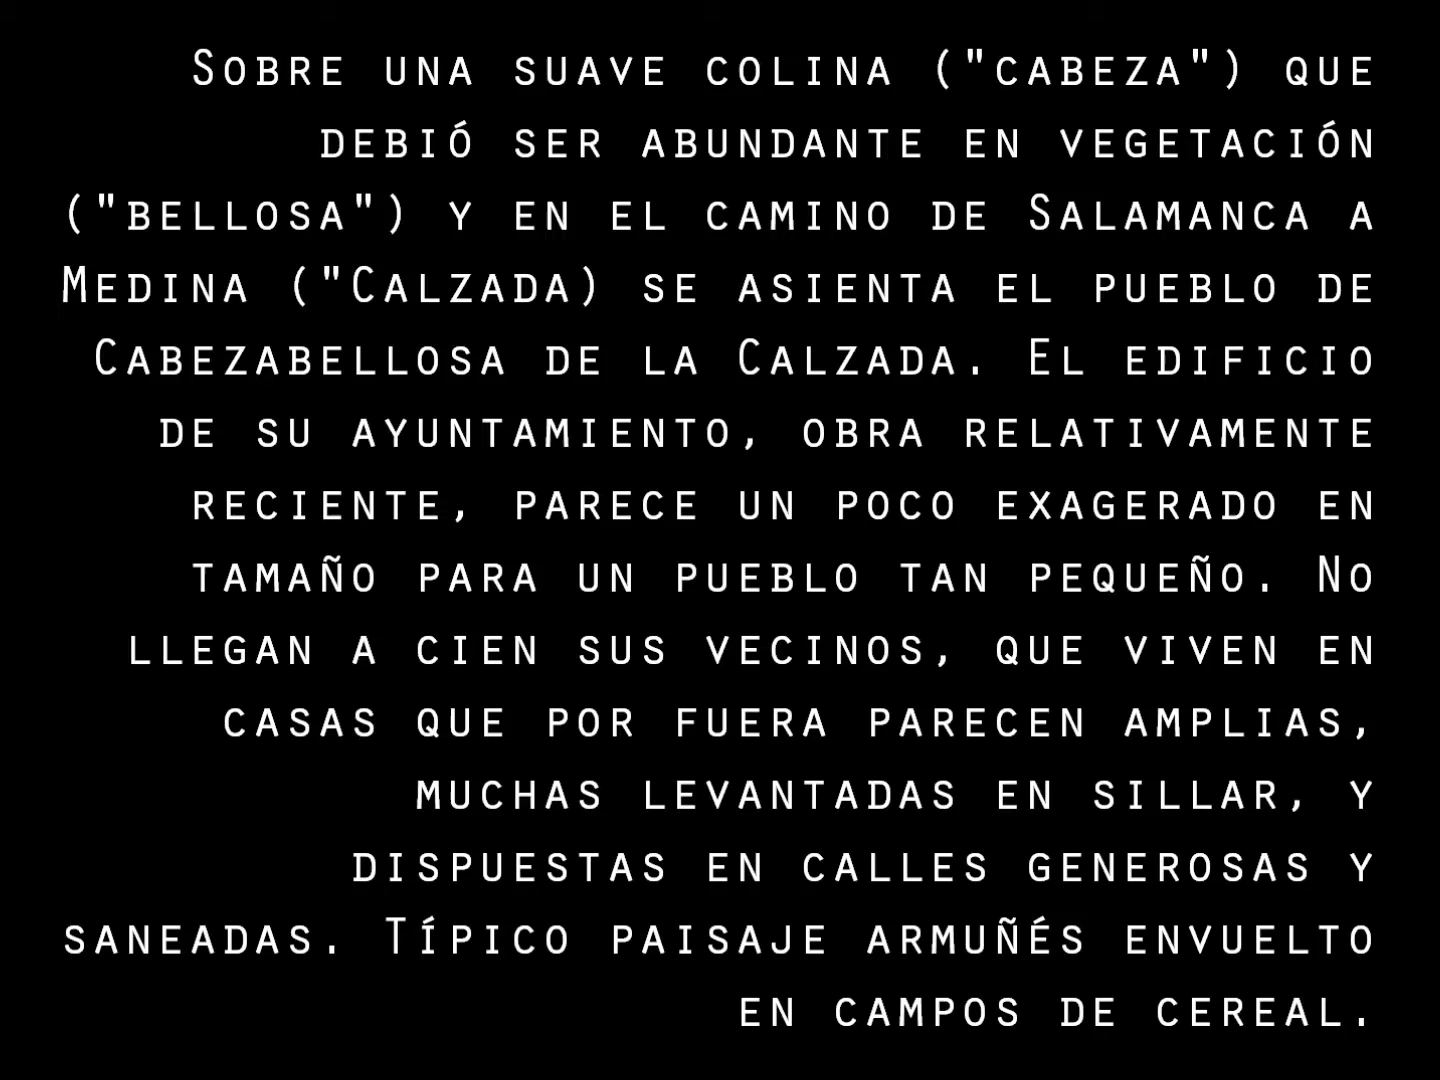 Sobre una suave colina ("cabeza") que
debió ser abundante en vegetación
("bellosa") y en el camino de Salamanca a
Medina ("Calzada) se asienta el pueblo de
Cabezabellosa de la Calzada. El edificio
de su ayuntamiento, obra relativamente
reciente, parece un poco exagerado en
tamaño para un pueblo tan pequeño. No
llegan a cien sus vecinos, que viven en
casas que por fuera parecen amplias,
muchas levantadas en sillar, y
dispuestas en calles generosas y
saneadas. Típico paisaje armuñés envuelto
en campos de cereal.